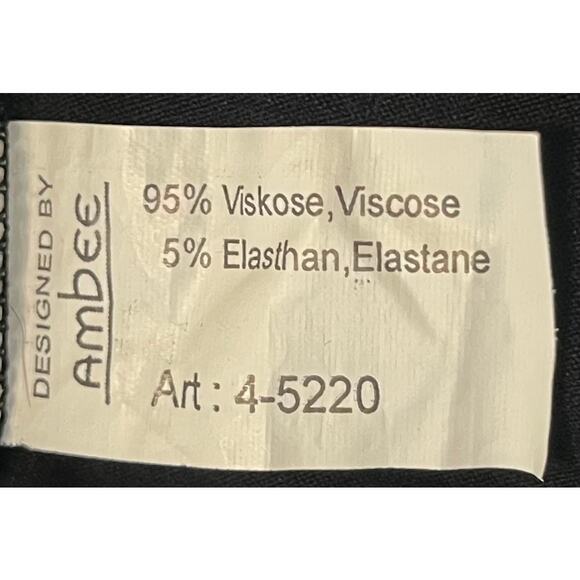 DESIGNED BY
AmbEE
95% Viskose,Viscose
5% Elasthan,Elastane
Art : 4-5220